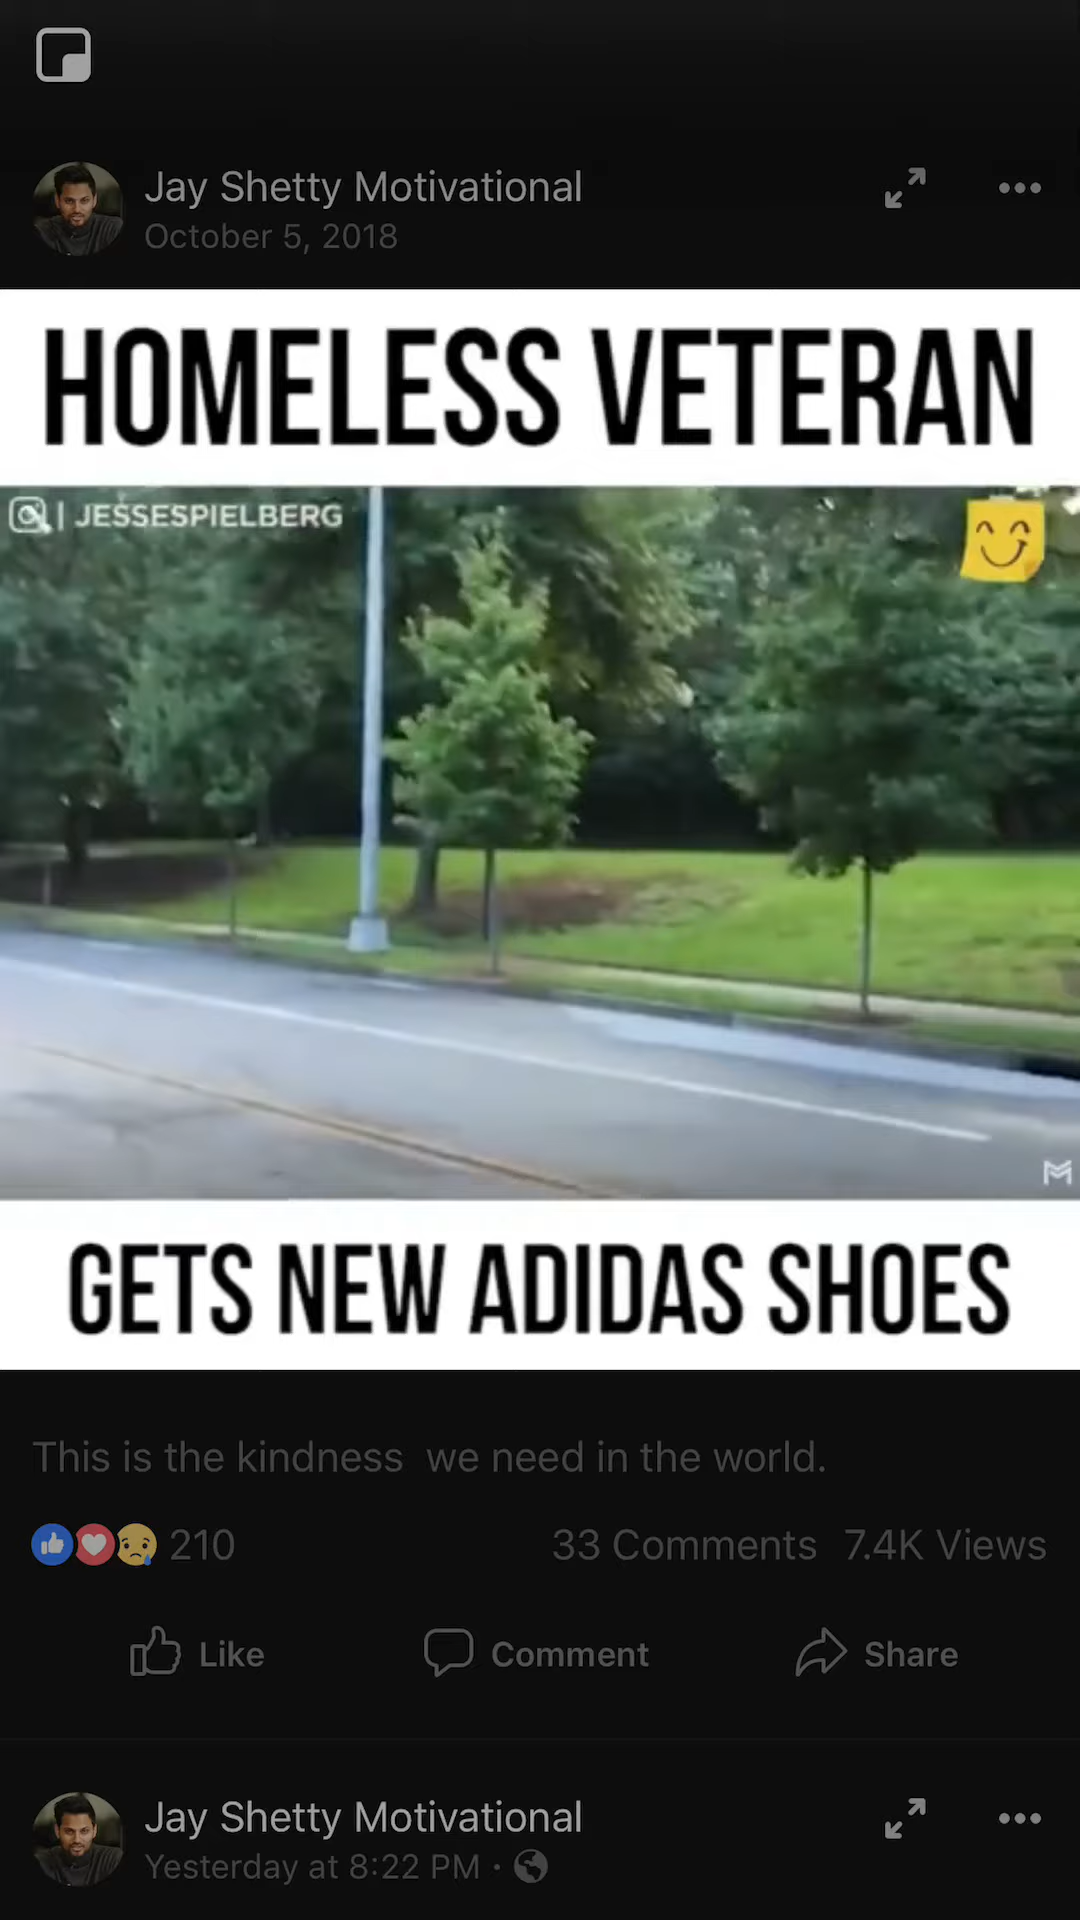 Jay Shetty Motivational
October 5, 2018
HOMELESS VETERAN
| JESSESPIELBERG
GETS NEW ADIDAS SHOES
This is the kindness  we need in the world.
210 33 Comments 7.4K Views
Like Comment Share
Jay Shetty Motivational
Yesterday at 8:22 PM ·